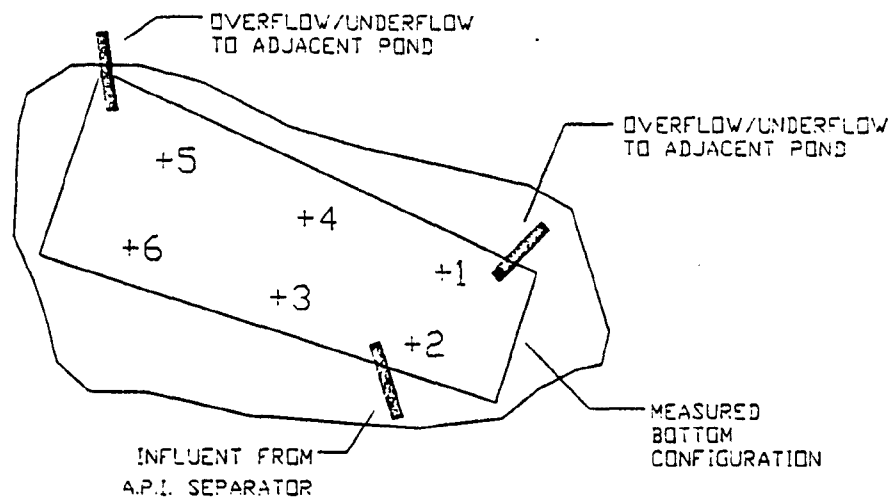 OVERFLOW/UNDERFLOW
TO ADJACENT POND
OVERFLOW/UNDERFLOW
TO ADJACENT POND
+5
+4
+6
+1
+3
+2
MEASURED
BOTTOM
CONFIGURATION
INFLUENT FROM
A.P.I. SEPARATOR